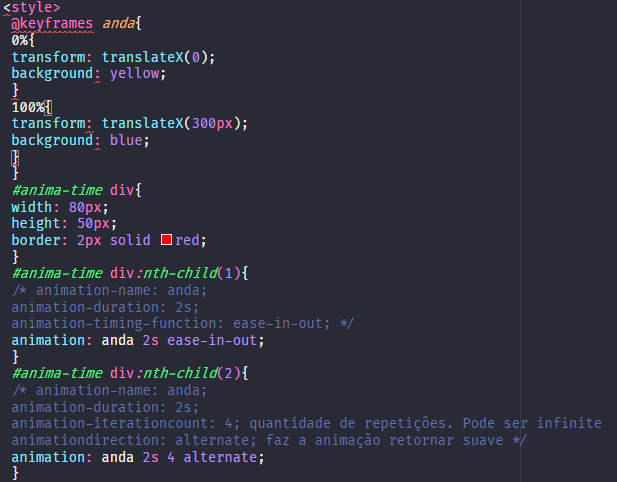 <style>
@keyframes anda{
0%{
transform: translateX(0);
background: yellow;
}
100%{
transform: translateX(300px);
background: blue;
}
}
#anima-time div{
width: 80px;
height: 50px;
border: 2px solid red;
}
#anima-time div:nth-child(1){
/* animation-name: anda;
animation-duration: 2s;
animation-timing-function: ease-in-out; */
animation: anda 2s ease-in-out;
}
#anima-time div:nth-child(2){
/* animation-name: anda;
animation-duration: 2s;
animation-iterationcount: 4; quantidade de repetições. Pode ser infinite
animationdirection: alternate; faz a animação retornar suave */
animation: anda 2s 4 alternate;
}